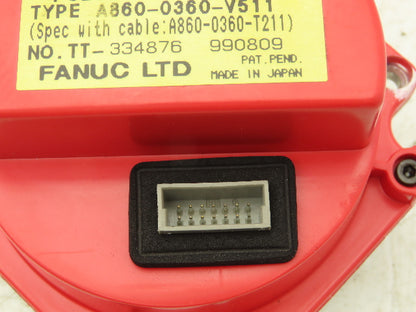 TYPE A860-0360-V511
(Spec with cable:A860-0360-T211)
NO.TT-334876 990809
PAT.PEND.
FANUC LTD MADE IN JAPAN